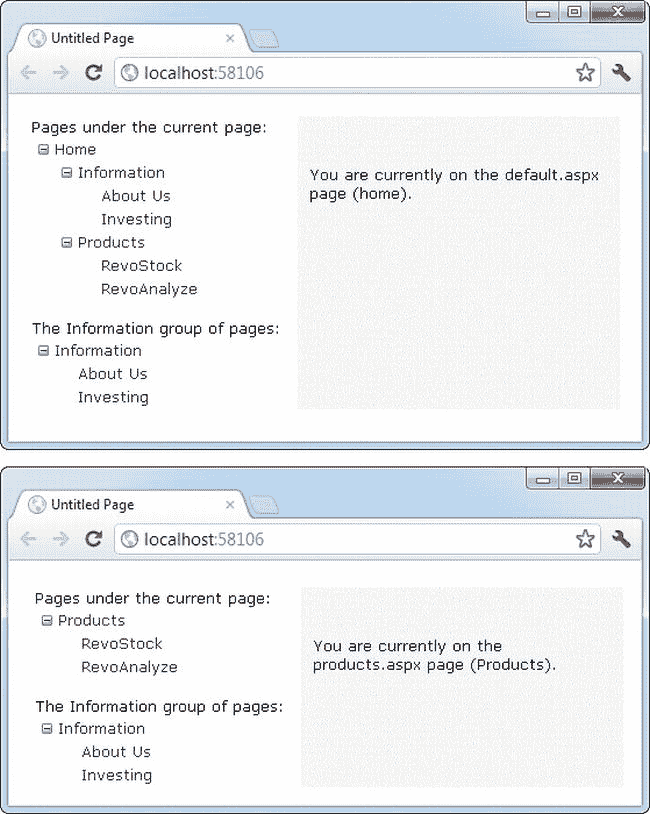 Untitled Page
localhost:58106
Pages under the current page:
Home
Information
About Us
Investing
Products
RevoStock
RevoAnalyze
The Information group of pages:
Information
About Us
Investing
You are currently on the default.aspx
page (home).
Untitled Page
localhost:58106
Pages under the current page:
Products
RevoStock
RevoAnalyze
The Information group of pages:
Information
About Us
Investing
You are currently on the
products.aspx page (Products).